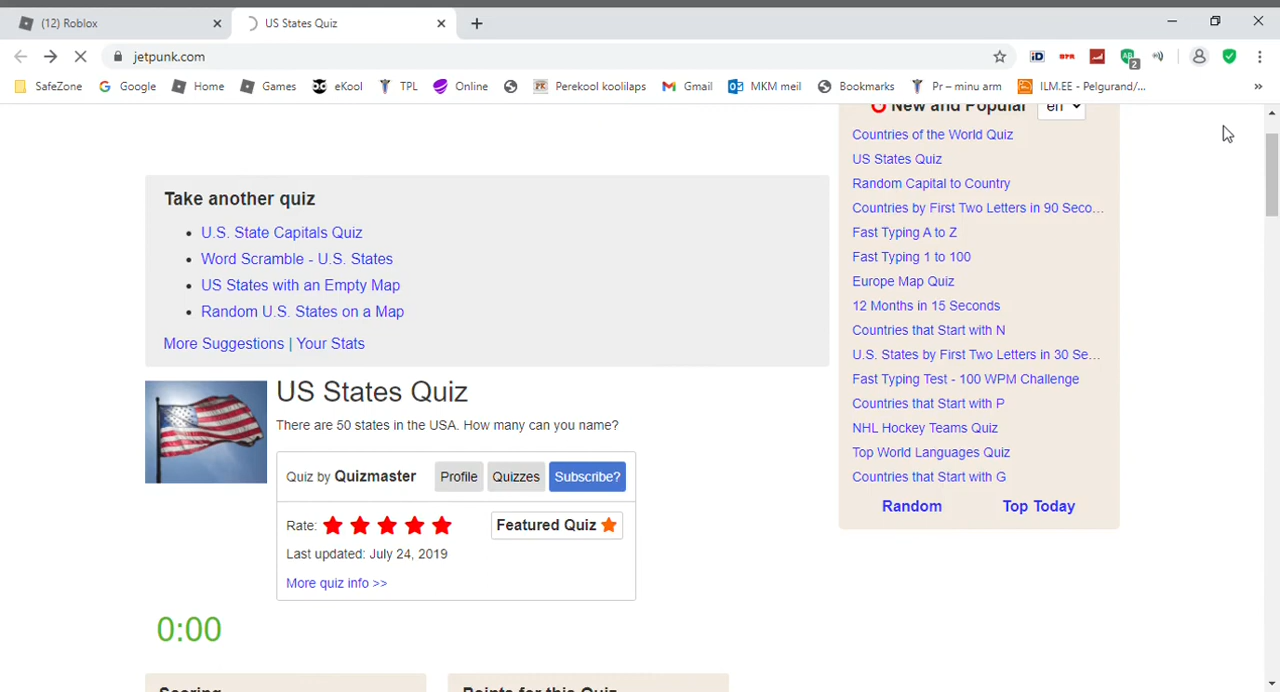 (12) Roblox
US States Quiz
jetpunk.com
SafeZone Google Home Games eKool TPL Online Perekool koolilaps Gmail MKM meil Bookmarks Pr – minu arm ILM.EE - Pelgurand/... »
New and Popular en
Countries of the World Quiz
US States Quiz
Random Capital to Country
Countries by First Two Letters in 90 Seco...
Fast Typing A to Z
Fast Typing 1 to 100
Europe Map Quiz
12 Months in 15 Seconds
Countries that Start with N
U.S. States by First Two Letters in 30 Se...
Fast Typing Test - 100 WPM Challenge
Countries that Start with P
NHL Hockey Teams Quiz
Top World Languages Quiz
Countries that Start with G
Random Top Today
Take another quiz
U.S. State Capitals Quiz
Word Scramble - U.S. States
US States with an Empty Map
Random U.S. States on a Map
More Suggestions | Your Stats
US States Quiz
There are 50 states in the USA. How many can you name?
Quiz by Quizmaster Profile Quizzes Subscribe?
Rate: Featured Quiz
Last updated: July 24, 2019
More quiz info >>
0:00
Scoring
Points for this Quiz